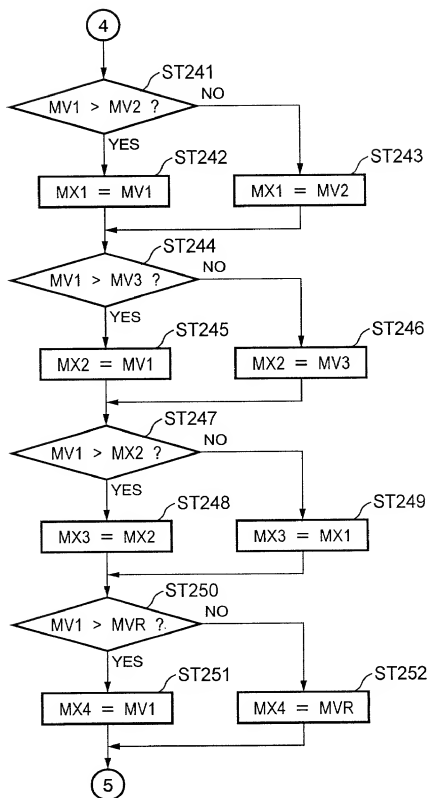 4
ST241
MV1 > MV2 ?
NO
YES
ST242
ST243
MX1 = MV1
MX1 = MV2
ST244
MV1 > MV3 ?
NO
YES
ST245
ST246
MX2 = MV1
MX2 = MV3
ST247
MV1 > MX2 ?
NO
YES
ST248
ST249
MX3 = MX2
MX3 = MX1
ST250
MV1 > MVR ?
NO
YES
ST251
ST252
MX4 = MV1
MX4 = MVR
5